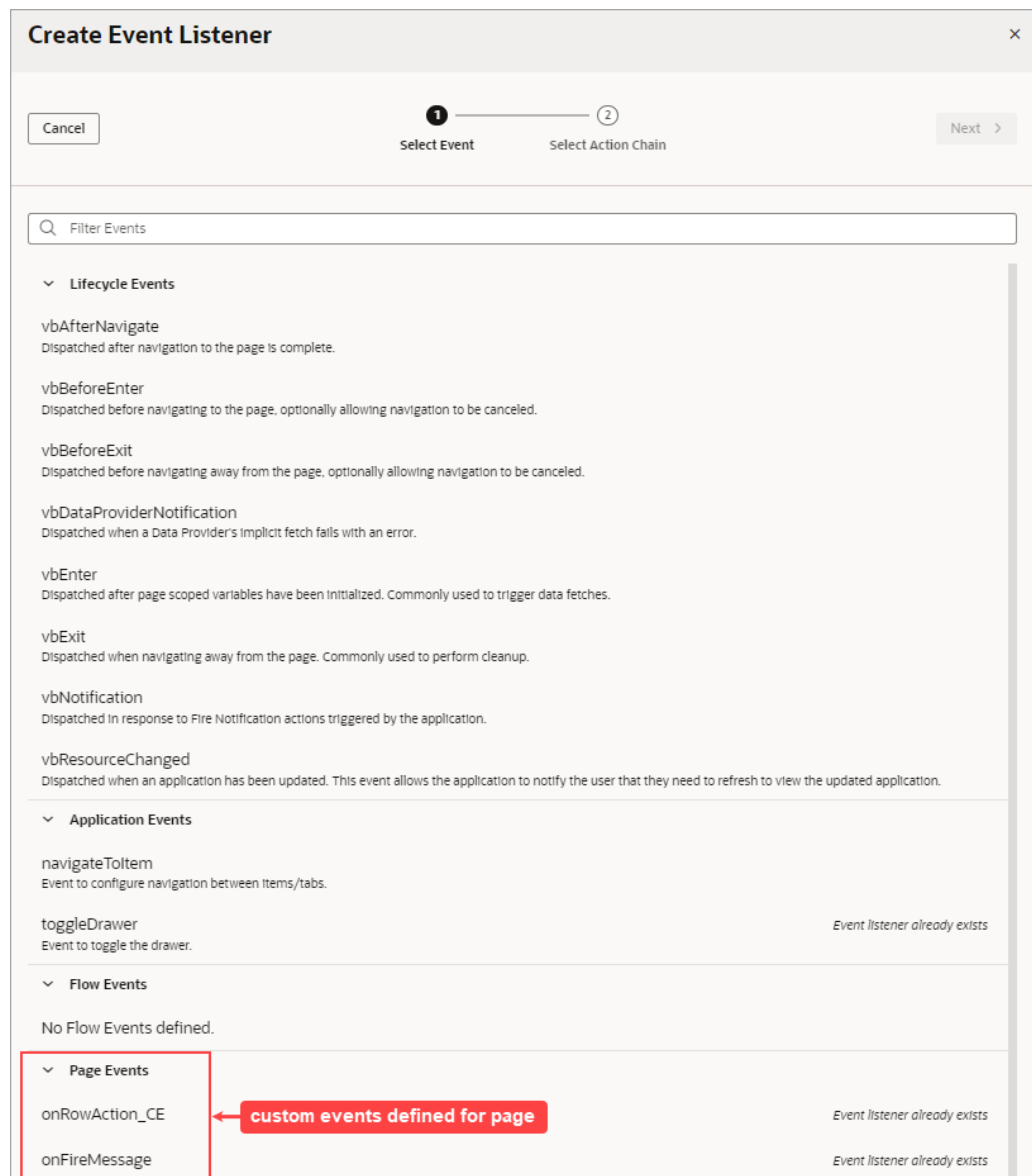 Create Event Listener
×
Cancel
1
2
Select Event
Select Action Chain
Next >
Filter Events
Lifecycle Events
vbAfterNavigate
Dispatched after navigation to the page is complete.
vbBeforeEnter
Dispatched before navigating to the page, optionally allowing navigation to be canceled.
vbBeforeExit
Dispatched before navigating away from the page, optionally allowing navigation to be canceled.
vbDataProviderNotification
Dispatched when a Data Provider's implicit fetch fails with an error.
vbEnter
Dispatched after page scoped variables have been initialized. Commonly used to trigger data fetches.
vbExit
Dispatched when navigating away from the page. Commonly used to perform cleanup.
vbNotification
Dispatched in response to Fire Notification actions triggered by the application.
vbResourceChanged
Dispatched when an application has been updated. This event allows the application to notify the user that they need to refresh to view the updated application.
Application Events
navigateToItem
Event to configure navigation between items/tabs.
toggleDrawer
Event listener already exists
Event to toggle the drawer.
Flow Events
No Flow Events defined.
Page Events
onRowAction_CE
custom events defined for page
Event listener already exists
onFireMessage
Event listener already exists